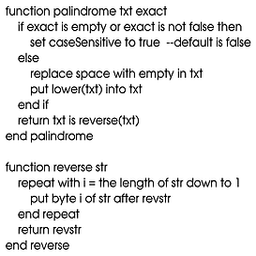 function palindrome txt exact
if exact is empty or exact is not false then
set caseSensitive to true --default is false
else
replace space with empty in txt
put lower(txt) into txt
end if
return txt is reverse(txt)
end palindrome

function reverse str
repeat with i = the length of str down to 1
put byte i of str after revstr
end repeat
return revstr
end reverse